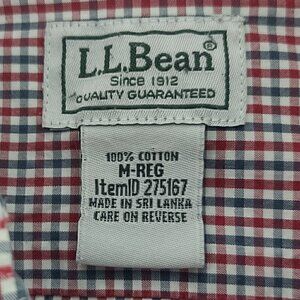 L.L.Bean®
Since 1912
QUALITY GUARANTEED
100% COTTON
M-REG
ItemID 275167
MADE IN SRI LANKA
CARE ON REVERSE